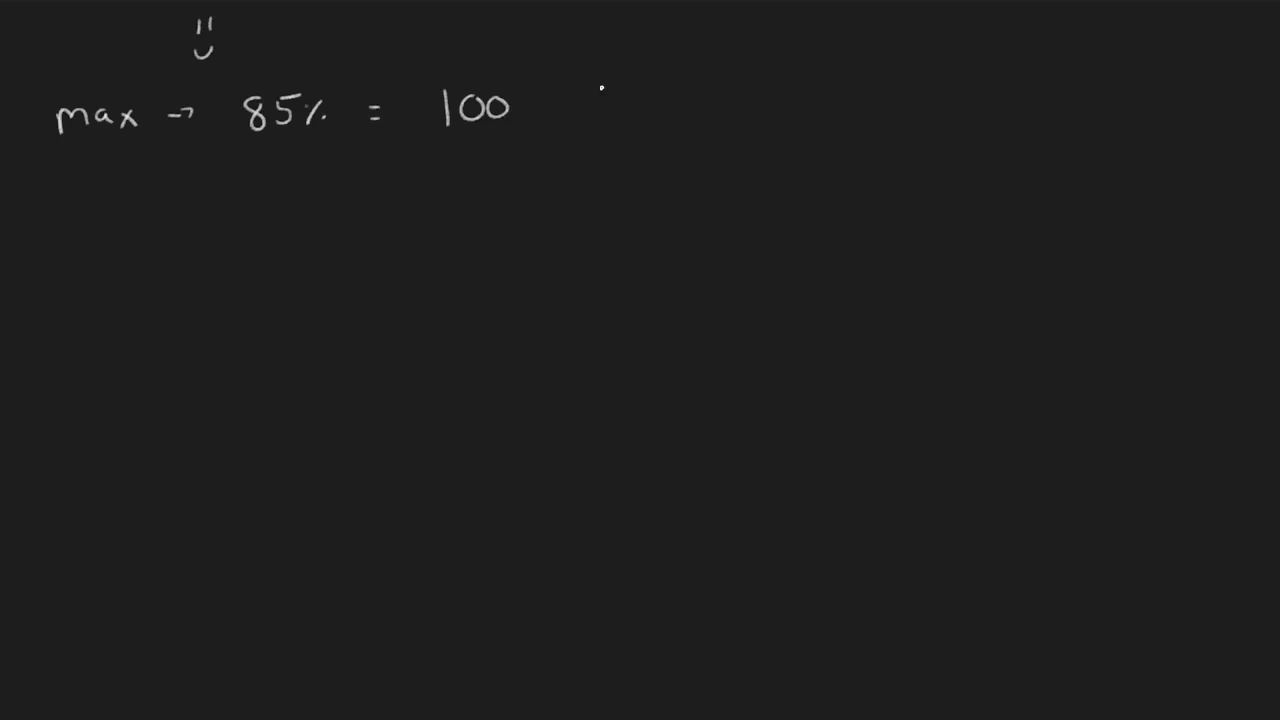 max → 85% = 100